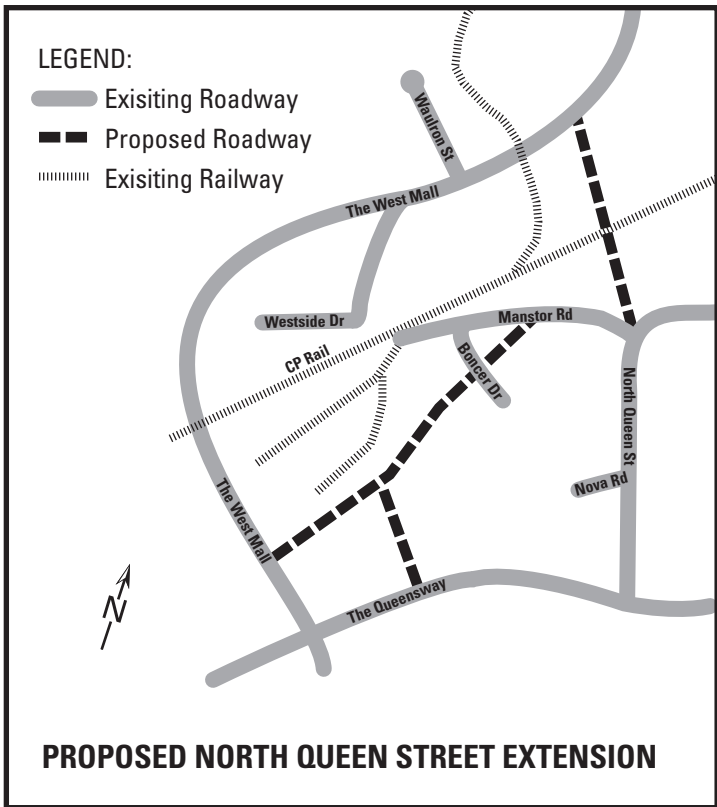 LEGEND:
Exisiting Roadway
Proposed Roadway
Exisiting Railway
Waulron St
The West Mall
Westside Dr
CP Rail
Manstor Rd
Boncer Dr
North Queen St
Nova Rd
The West Mall
The Queensway
N
PROPOSED NORTH QUEEN STREET EXTENSION